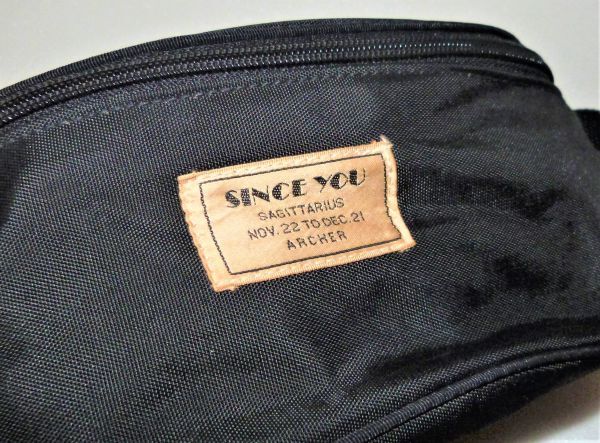 SINCE YOU
SAGITTARIUS
NOV. 22 TO DEC. 21
ARCHER